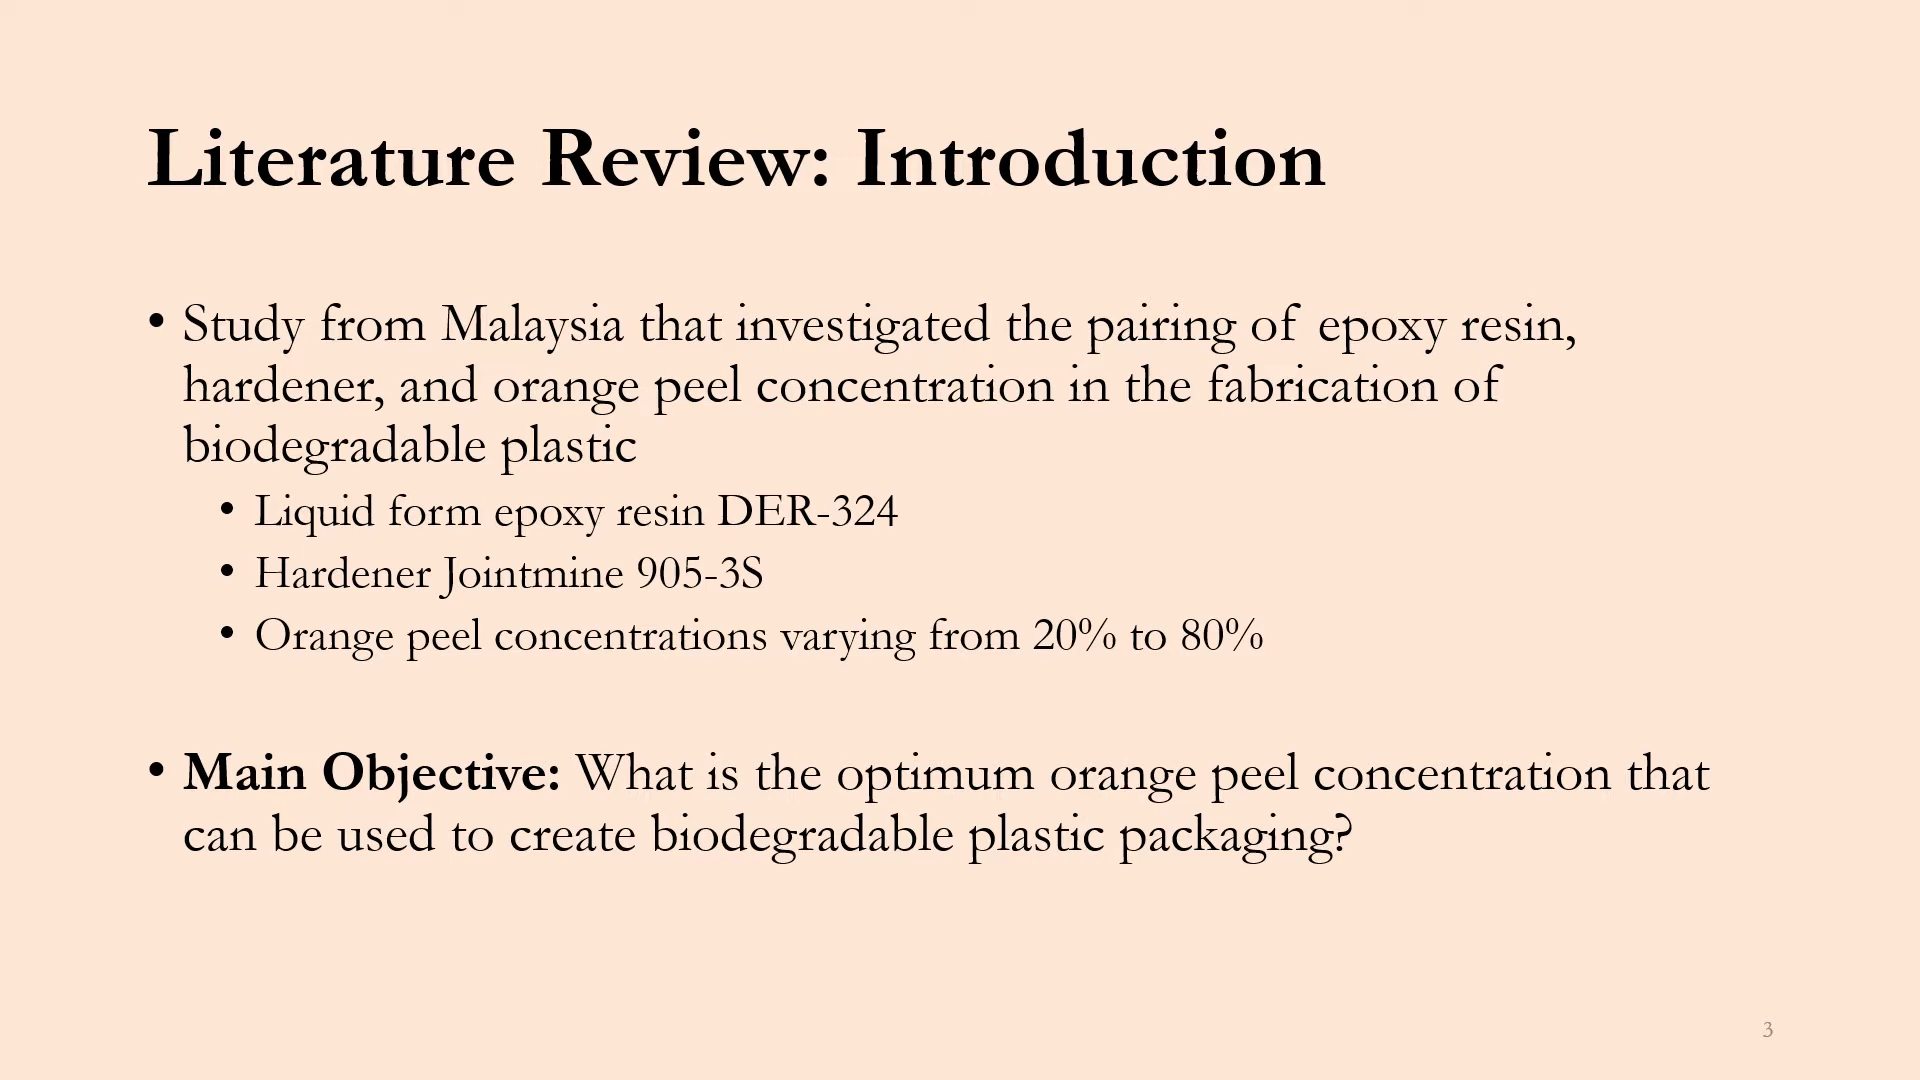 Literature Review: Introduction
• Study from Malaysia that investigated the pairing of epoxy resin,
hardener, and orange peel concentration in the fabrication of
biodegradable plastic
• Liquid form epoxy resin DER-324
• Hardener Jointmine 905-3S
• Orange peel concentrations varying from 20% to 80%
• Main Objective: What is the optimum orange peel concentration that
can be used to create biodegradable plastic packaging?
3